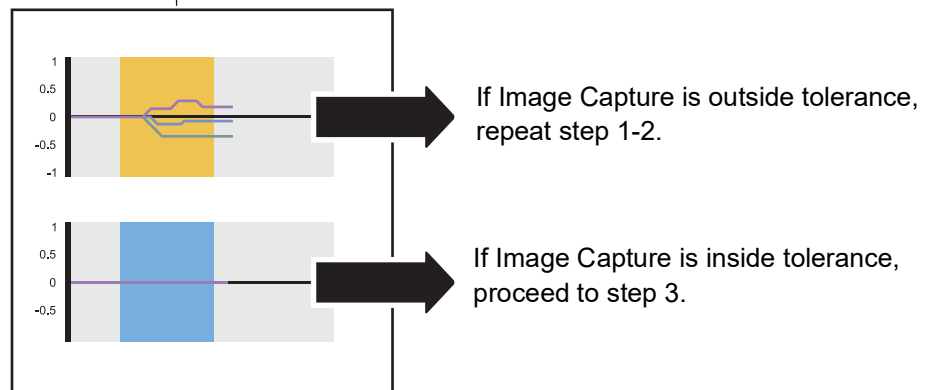 1
0.5
0
-0.5
-1
If Image Capture is outside tolerance,
repeat step 1-2.
1
0.5
0
-0.5
If Image Capture is inside tolerance,
proceed to step 3.